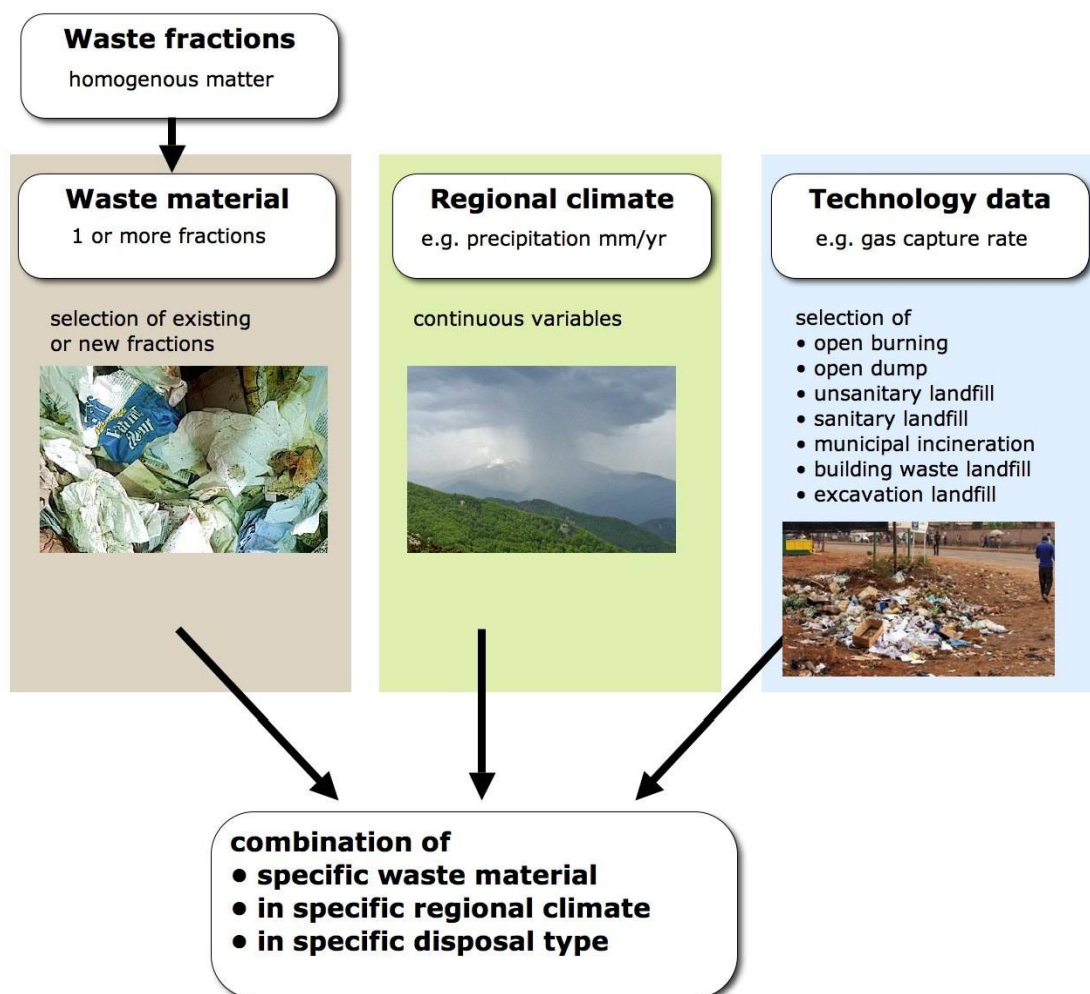 Waste fractions
homogenous matter
Waste material
1 or more fractions
selection of existing
or new fractions
Regional climate
e.g. precipitation mm/yr
continuous variables
Technology data
e.g. gas capture rate
selection of
• open burning
• open dump
• unsanitary landfill
• sanitary landfill
• municipal incineration
• building waste landfill
• excavation landfill
combination of
• specific waste material
• in specific regional climate
• in specific disposal type